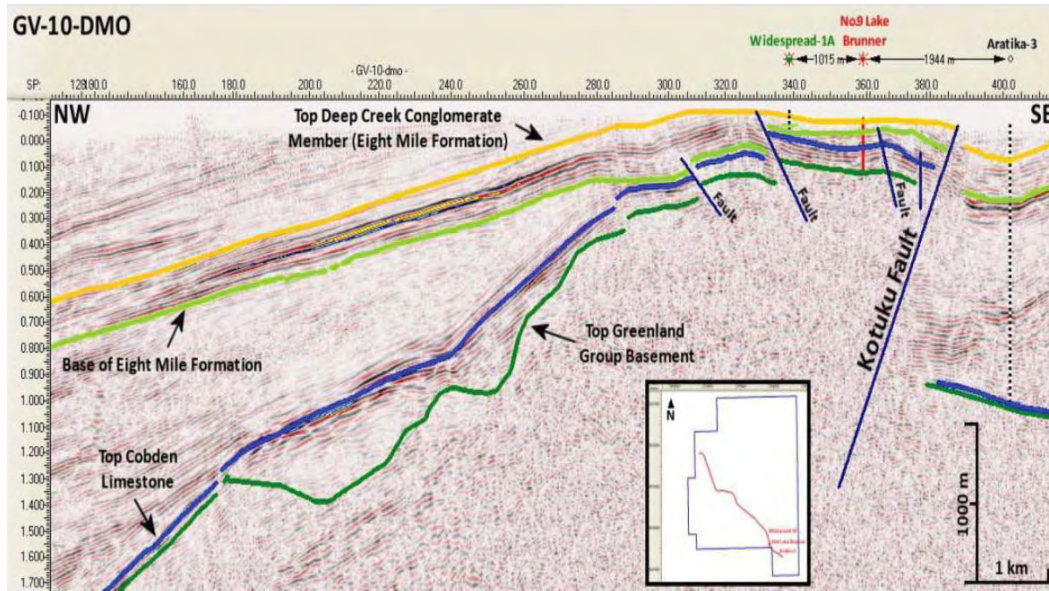 GV-10-DMO
Widespread-1A
No.9 Lake
Brunner
Aratika-3
1015 m
1944 m
- GV-10-dmo -
SP:
160.0 180.0 200.0 220.0 240.0 260.0 280.0 300.0 320.0 340 360.0 380.0 400.0
-0.100
0.000
0.100
0.200
0.300
0.400
0.500
0.600
0.700
0.800
0.900
1.000
1.100
1.200
1.300
1.400
1.500
1.600
1.700
NW
SE
Top Deep Creek Conglomerate
Member (Eight Mile Formation)
Fault
Fault
Fault
Kotuku Fault
Base of Eight Mile Formation
Top Greenland
Group Basement
Top Cobden
Limestone
N
1000 m
1 km